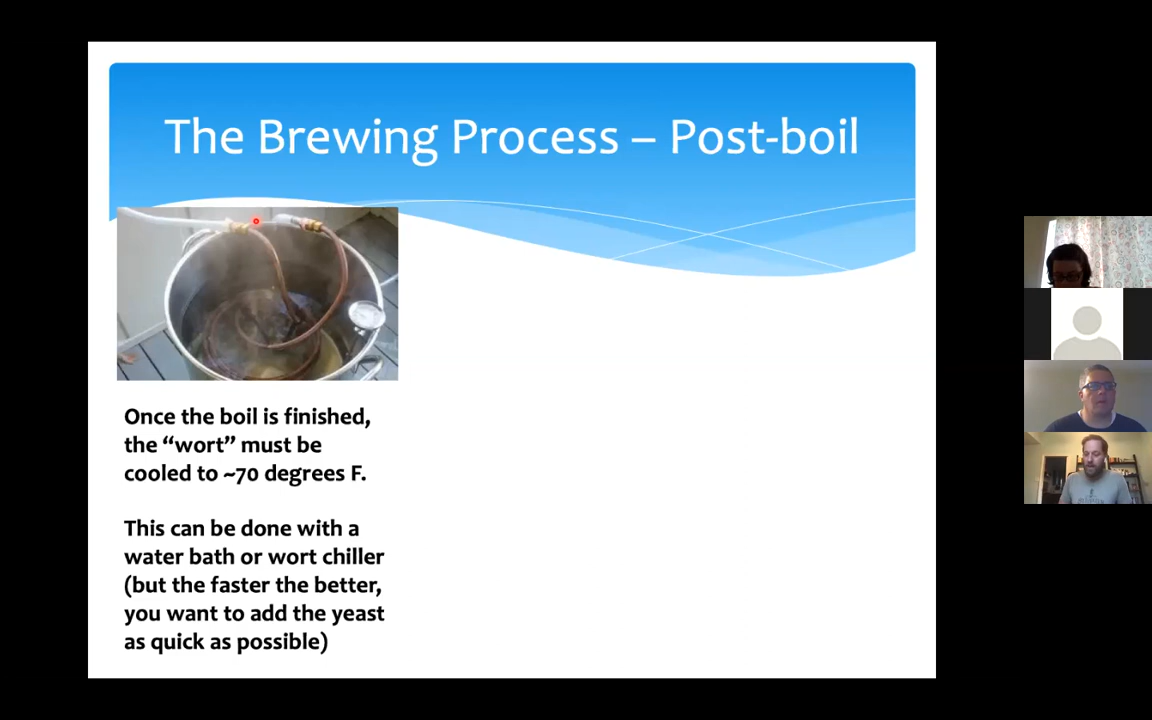 The Brewing Process – Post-boil
Once the boil is finished,
the “wort” must be
cooled to ~70 degrees F.
This can be done with a
water bath or wort chiller
(but the faster the better,
you want to add the yeast
as quick as possible)